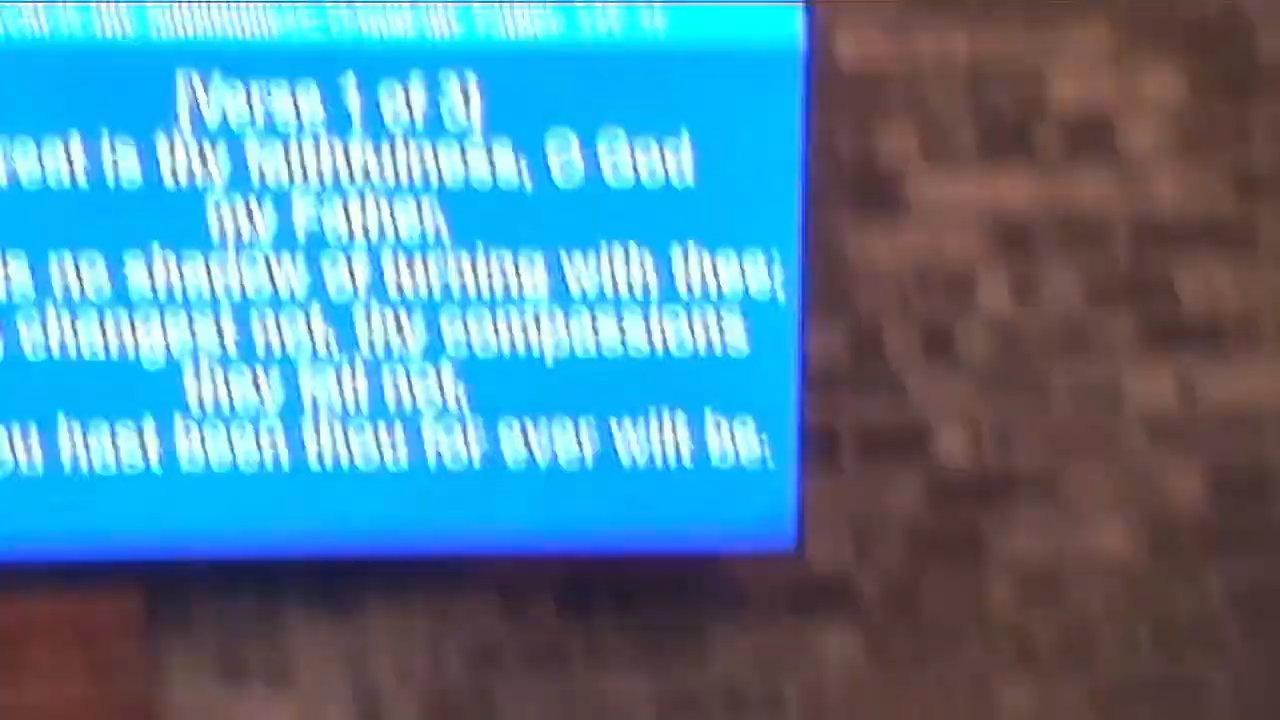 (Verse 1 of 3)
is thy faithfulness, O God
my Father,
no shadow of turning with thee;
changest not, thy compassions
they fail not,
hast been thou for ever wilt be.